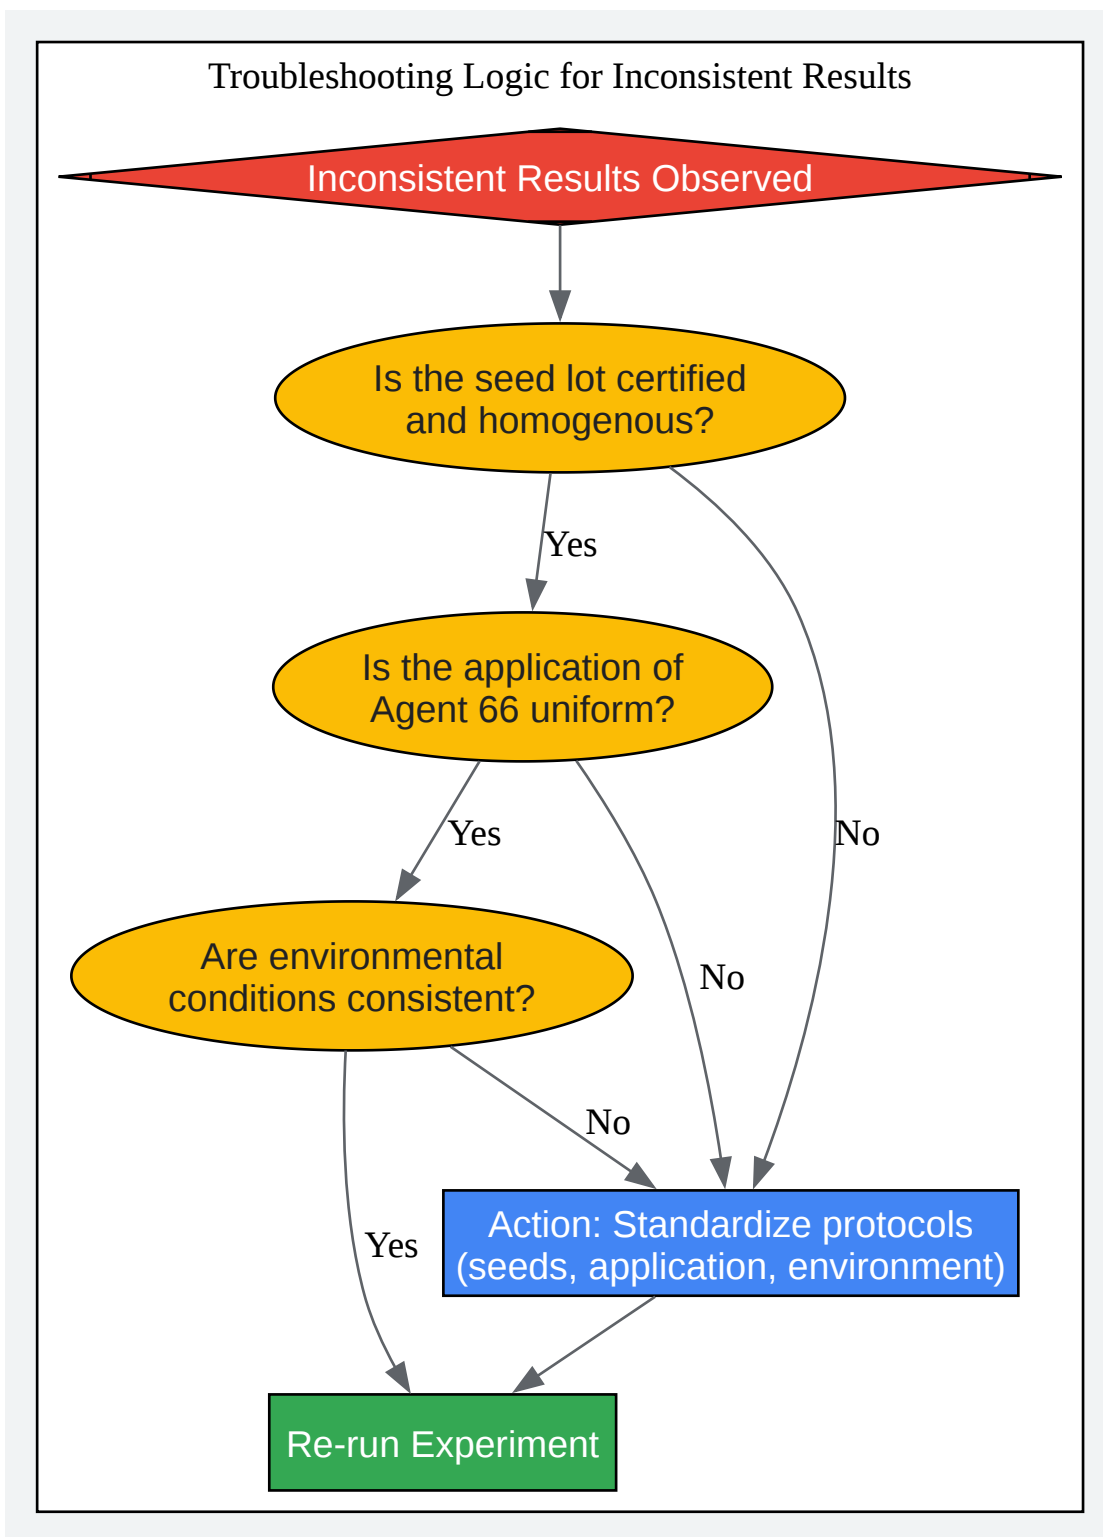 Troubleshooting Logic for Inconsistent Results
Inconsistent Results Observed
Is the seed lot certified
and homogenous?
Yes
Is the application of
Agent 66 uniform?
Yes
No
Are environmental
conditions consistent?
No
No
Action: Standardize protocols
(seeds, application, environment)
Yes
Re-run Experiment